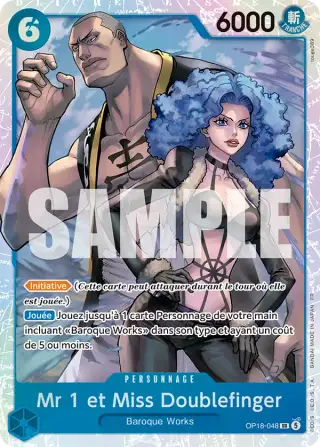 6
6000
斬
TRANCHE
SAMPLE
Initiative (Cette carte peut attaquer durant le tour où elle
est jouée.)
Jouée Jouez jusqu'à 1 carte Personnage de votre main
incluant «Baroque Works» dans son type et ayant un coût
de 5 ou moins.
PERSONNAGE
Mr 1 et Miss Doublefinger
Baroque Works
OP18-048 SR